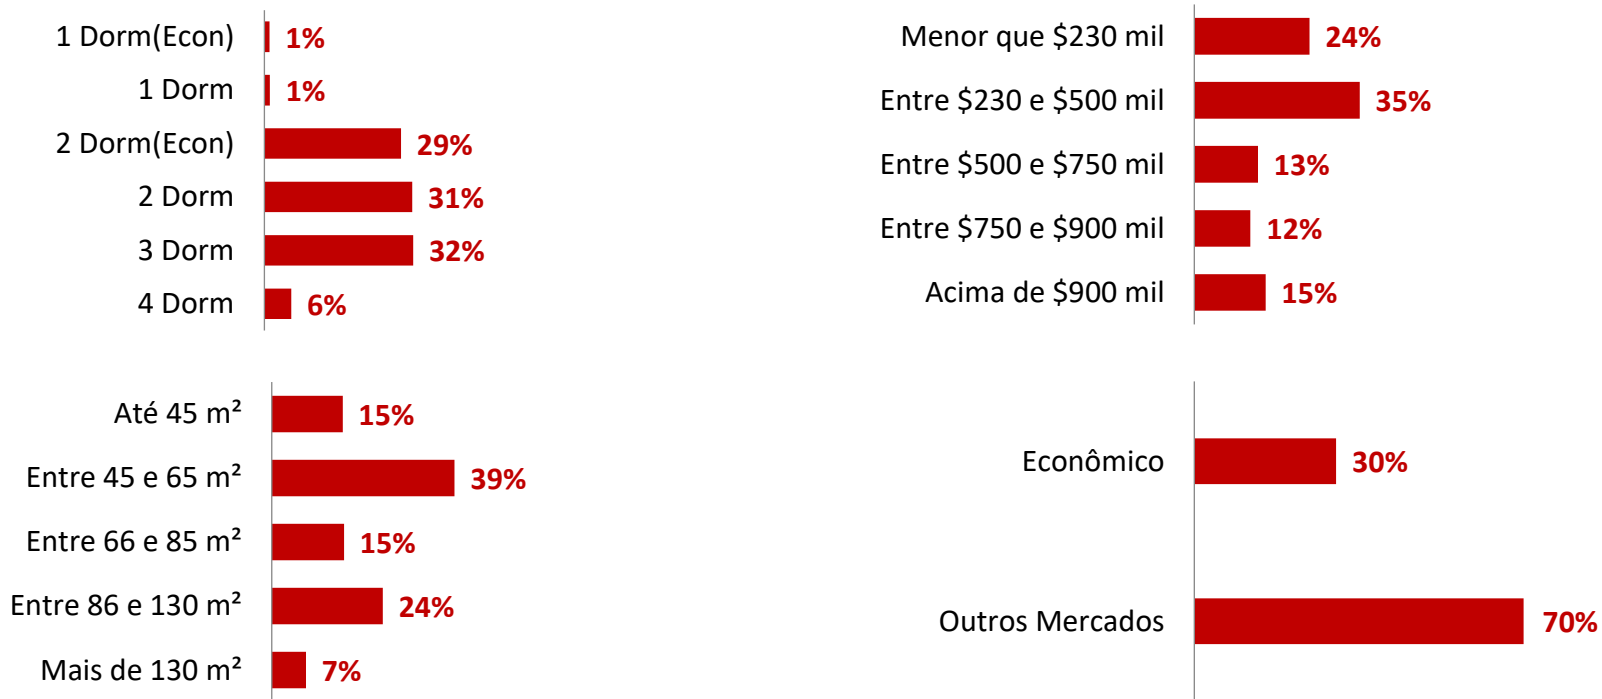 1 Dorm(Econ) 1%
1 Dorm 1%
2 Dorm(Econ) 29%
2 Dorm 31%
3 Dorm 32%
4 Dorm 6%
Menor que $230 mil 24%
Entre $230 e $500 mil 35%
Entre $500 e $750 mil 13%
Entre $750 e $900 mil 12%
Acima de $900 mil 15%
Até 45 m² 15%
Entre 45 e 65 m² 39%
Entre 66 e 85 m² 15%
Entre 86 e 130 m² 24%
Mais de 130 m² 7%
Econômico 30%
Outros Mercados 70%